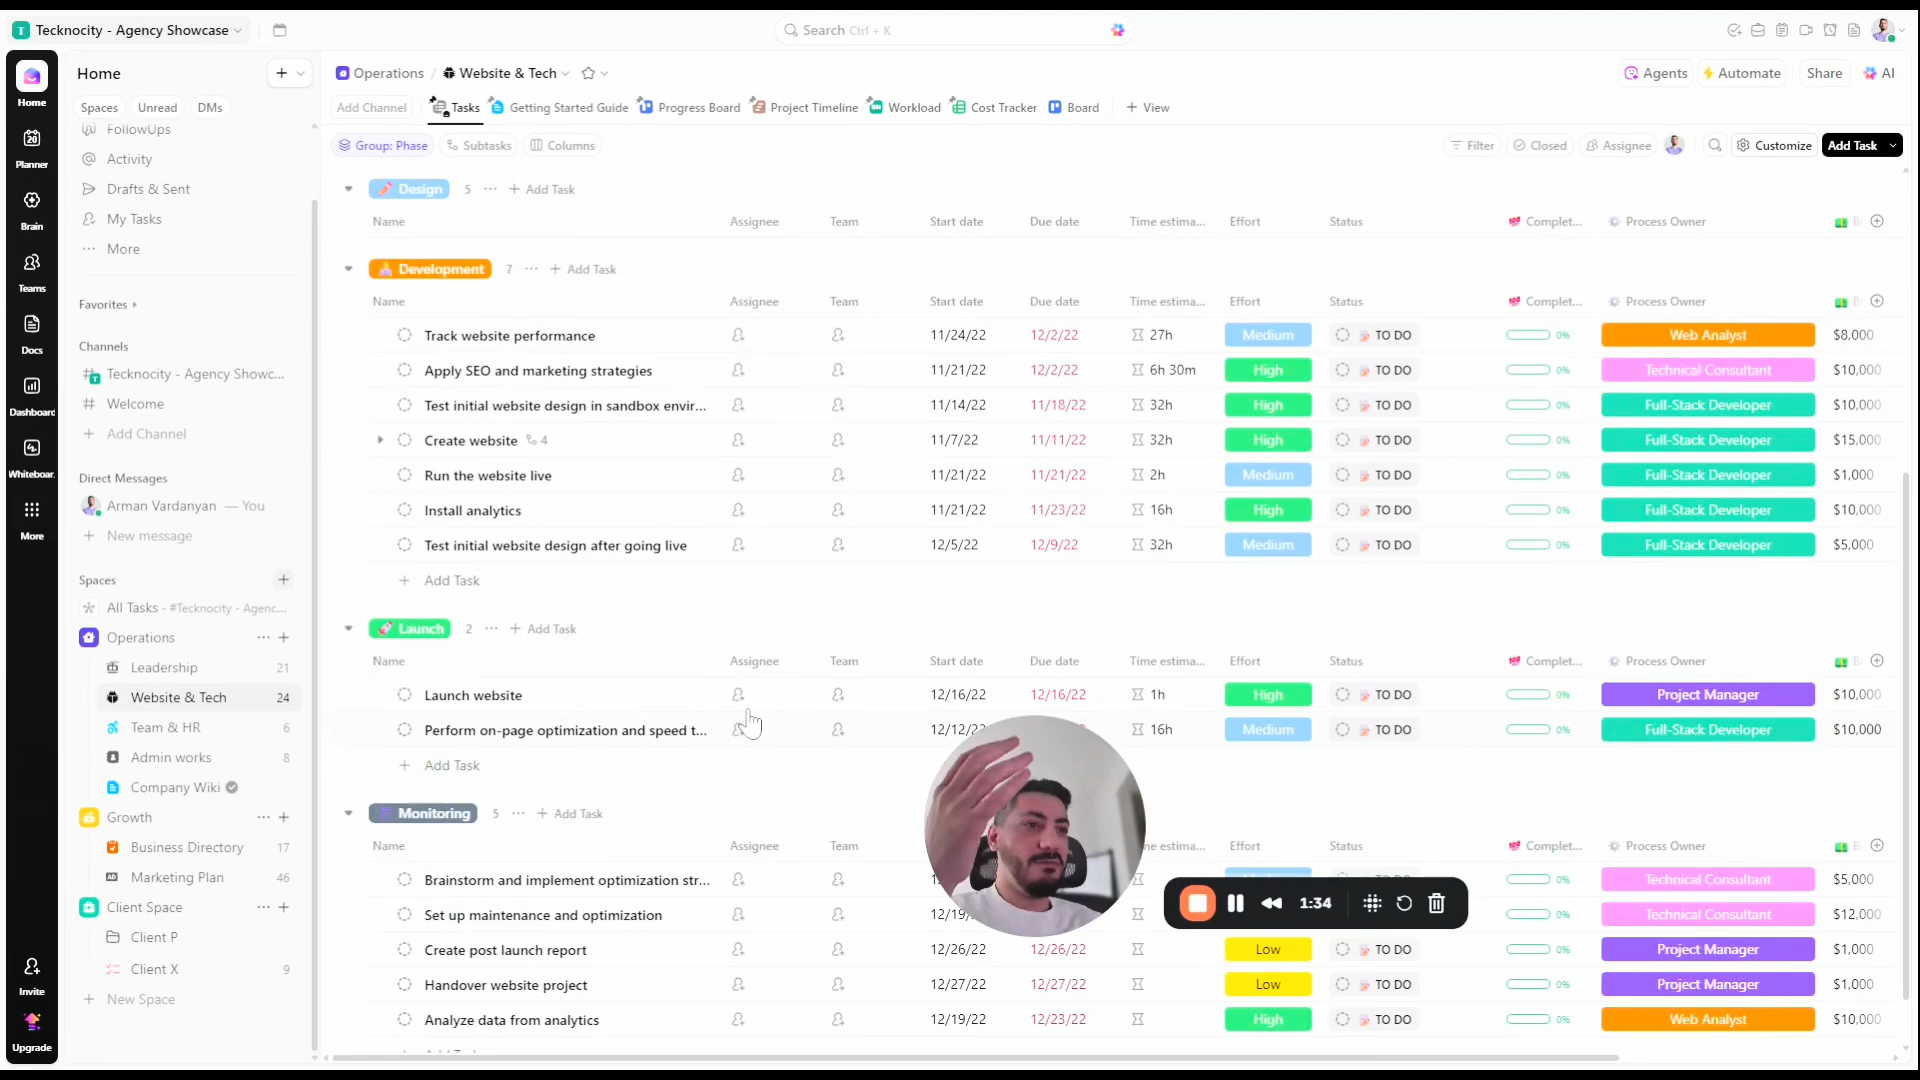 Tecknocity - Agency Showcase
Search Ctrl + K
Home
Planner
Brain
Teams
Docs
Dashboard
Whiteboar.
More
Invite
Upgrade
20
Home
Spaces Unread DMs
FollowUps
Activity
Drafts & Sent
My Tasks
More
Favorites
Channels
Tecknocity - Agency Showc...
Welcome
Add Channel
Direct Messages
Arman Vardanyan — You
New message
Spaces
All Tasks - #Tecknocity - Agenc...
Operations
Leadership 21
Website & Tech 24
Team & HR 6
Admin works 8
Company Wiki
Growth
Business Directory 17
Marketing Plan 46
Client Space
Client P
Client X 9
New Space
Operations / Website & Tech
Agents Automate Share AI
Add Channel Tasks Getting Started Guide Progress Board Project Timeline Workload Cost Tracker Board + View
Group: Phase Subtasks Columns Filter Closed Assignee Customize Add Task
Design 5 ... + Add Task
Name Assignee Team Start date Due date Time estima... Effort Status Complet... Process Owner
Development 7 ... + Add Task
Name Assignee Team Start date Due date Time estima... Effort Status Complet... Process Owner
Track website performance 11/24/22 12/2/22 27h Medium TO DO 0% Web Analyst $8,000
Apply SEO and marketing strategies 11/21/22 12/2/22 6h 30m High TO DO 0% Technical Consultant $10,000
Test initial website design in sandbox envir... 11/14/22 11/18/22 32h High TO DO 0% Full-Stack Developer $10,000
Create website 4 11/7/22 11/11/22 32h High TO DO 0% Full-Stack Developer $15,000
Run the website live 11/21/22 11/21/22 2h Medium TO DO 0% Full-Stack Developer $1,000
Install analytics 11/21/22 11/23/22 16h High TO DO 0% Full-Stack Developer $10,000
Test initial website design after going live 12/5/22 12/9/22 32h Medium TO DO 0% Full-Stack Developer $5,000
+ Add Task
Launch 2 ... + Add Task
Name Assignee Team Start date Due date Time estima... Effort Status Complet... Process Owner
Launch website 12/16/22 12/16/22 1h High TO DO 0% Project Manager $10,000
Perform on-page optimization and speed t... 12/12/22 16h Medium TO DO 0% Full-Stack Developer $10,000
+ Add Task
Monitoring 5 ... + Add Task
Name Assignee Team ne estima... Effort Status Complet... Process Owner
Brainstorm and implement optimization str... Technical Consultant $5,000
Set up maintenance and optimization 12/19/ Technical Consultant $12,000
1:34
Create post launch report 12/26/22 12/26/22 Low TO DO 0% Project Manager $1,000
Handover website project 12/27/22 12/27/22 Low TO DO 0% Project Manager $1,000
Analyze data from analytics 12/19/22 12/23/22 High TO DO 0% Web Analyst $10,000